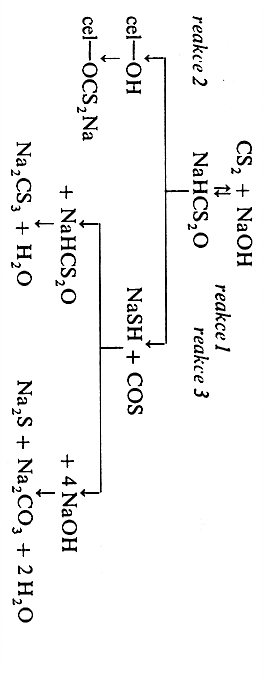 CS₂ + NaOH
⇅ reakce 1
reakce 2 NaHCS₂O reakce 3
cel—OH NaSH + COS
cel—OCS₂Na + NaHCS₂O + 4 NaOH
Na₂CS₃ + H₂O Na₂S + Na₂CO₃ + 2 H₂O